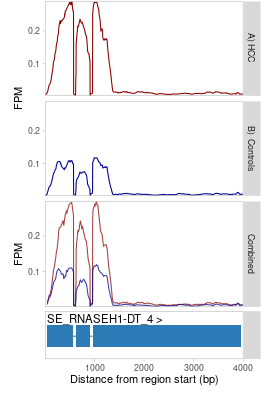 0.2
0.1
FPM
A) HCC
0.2
0.1
B) Controls
0.2
0.1
FPM
Combined
SE_RNASEH1-DT_4 >
1000 2000 3000 4000
Distance from region start (bp)